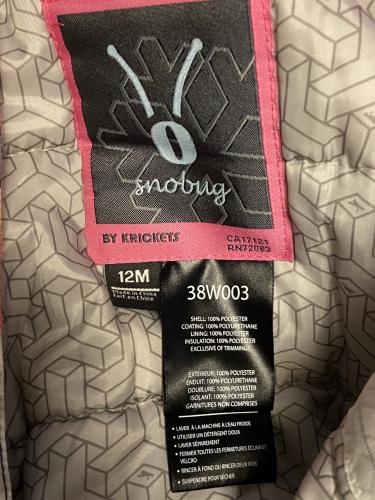 snobug
BY KRICKETS
CA17121
RN72083
12M
Made in China
Fait en China
38W003
SHELL: 100% POLYESTER
COATING: 100% POLYURETHANE
LINING: 100% POLYESTER
INSULATION: 100% POLYESTER
EXCLUSIVE OF TRIMMINGS
EXTÉRIEUR: 100% POLYESTER
ENDUIT: 100% POLYURETHANE
DOUBLURE: 100% POLYESTER
ISOLANT: 100% POLYESTER
GARNITURES NON COMPRISES
• LAVER À LA MACHINE À L'EAU FROIDE
• UTILISER UN DÉTERGENT DOUX
• LAVER SÉPAREMENT
• FERMER TOUTES LES FERMETURES ÉCLAIR ET
VELCRO
• RINCER À FOND OU RINCER DEUX FOIS
• SUSPENDRE POUR SÉCHER